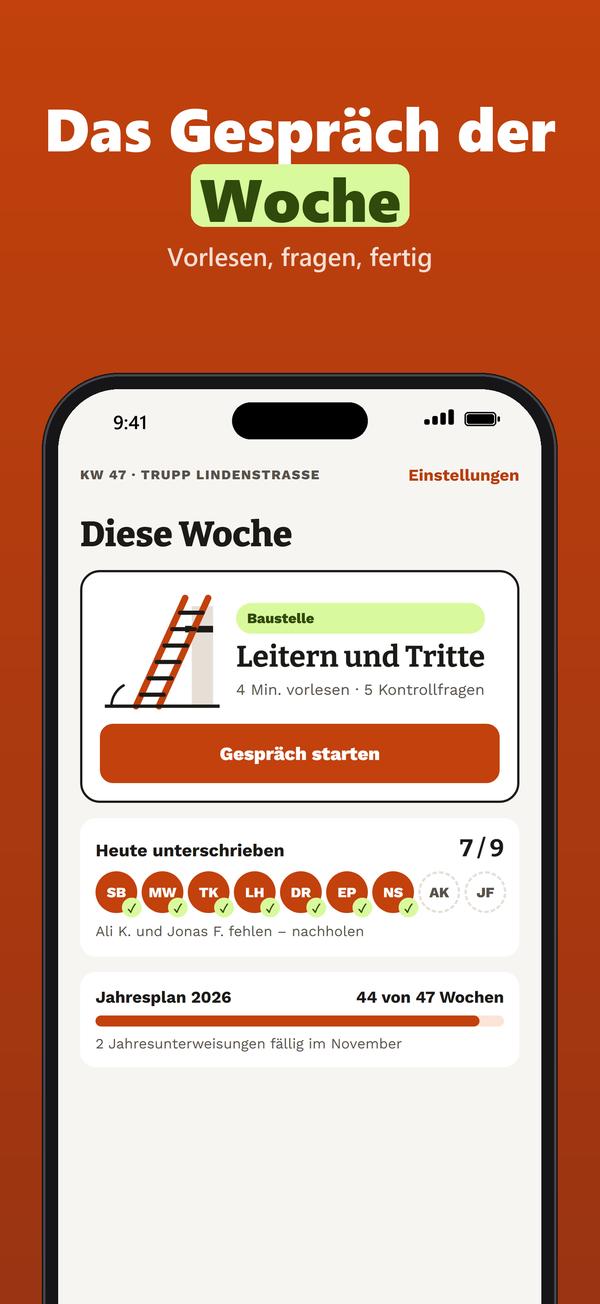 Das Gespräch der
Woche
Vorlesen, fragen, fertig
9:41
KW 47 · TRUPP LINDENSTRASSE
Einstellungen
Diese Woche
Baustelle
Leitern und Tritte
4 Min. vorlesen · 5 Kontrollfragen
Gespräch starten
Heute unterschrieben
7/9
SB MW TK LH DR EP NS AK JF
Ali K. und Jonas F. fehlen – nachholen
Jahresplan 2026
44 von 47 Wochen
2 Jahresunterweisungen fällig im November